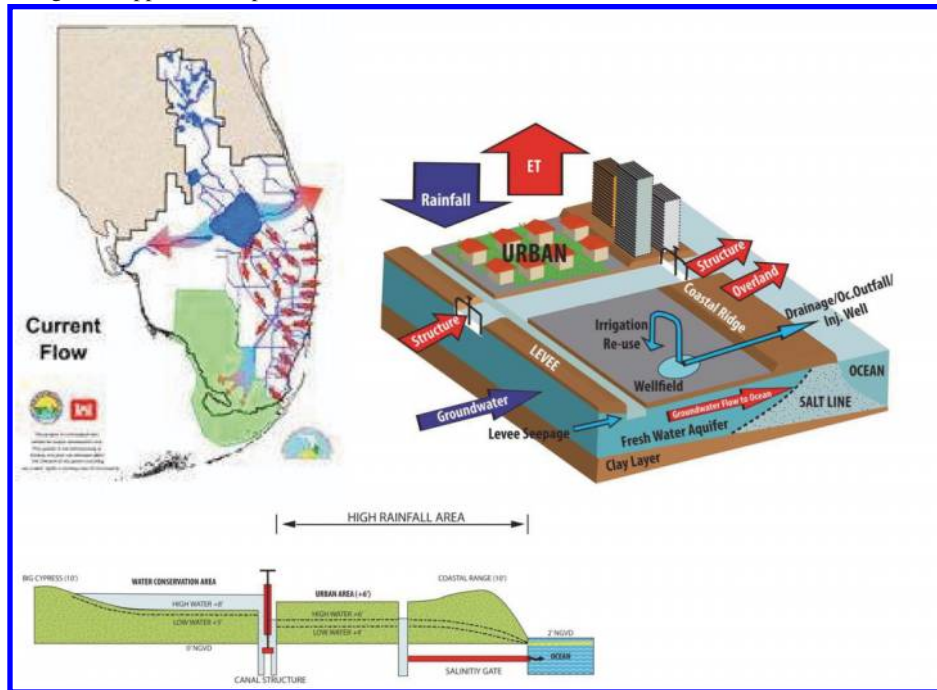 Current
Flow
Rainfall
ET
URBAN
Structure
Overland
Coastal Ridge
Drainage/Oc.Outfall/
Inj. Well
Structure
LEVEE
Irrigation
Re-use
Wellfield
OCEAN
Groundwater
Groundwater Flow to Ocean
SALT LINE
Levee Seepage
Fresh Water Aquifer
Clay Layer
HIGH RAINFALL AREA
BIG CYPRESS (10')
WATER CONSERVATION AREA
URBAN AREA (+6')
COASTAL RANGE (10')
HIGH WATER +8'
HIGH WATER +6'
LOW WATER
LOW WATER +4'
0' NGVD
2' NGVD
OCEAN
CANAL STRUCTURE
SALINITIY GATE